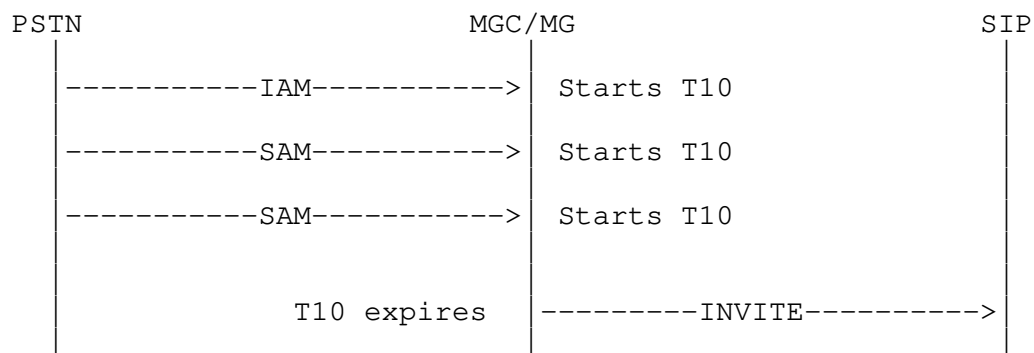 PSTN MGC/MG SIP
IAM Starts T10
SAM Starts T10
SAM Starts T10
T10 expires INVITE